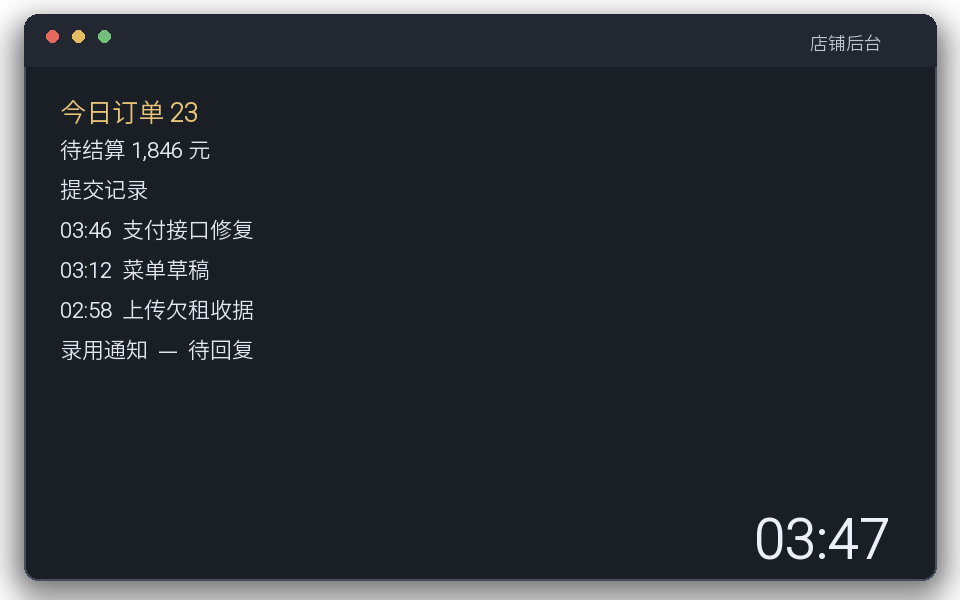 店铺后台
今日订单 23
待结算 1,846 元
提交记录
03:46 支付接口修复
03:12 菜单草稿
02:58 上传欠租收据
录用通知 — 待回复
03:47